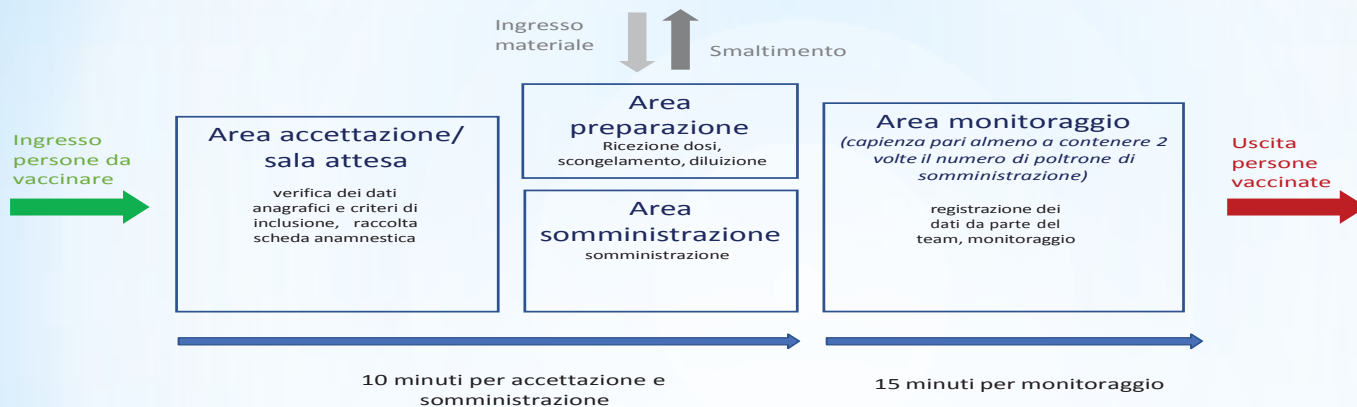 Ingresso
materiale
Smaltimento
Ingresso
persone da
vaccinare
Area accettazione/
sala attesa
verifica dei dati
anagrafici e criteri di
inclusione, raccolta
scheda anamnestica
Area
preparazione
Ricezione dosi,
scongelamento, diluizione
Area
somministrazione
somministrazione
Area monitoraggio
(capienza pari almeno a contenere 2
volte il numero di poltrone di
somministrazione)
registrazione dei
dati da parte del
team, monitoraggio
Uscita
persone
vaccinate
10 minuti per accettazione e
somministrazione
15 minuti per monitoraggio